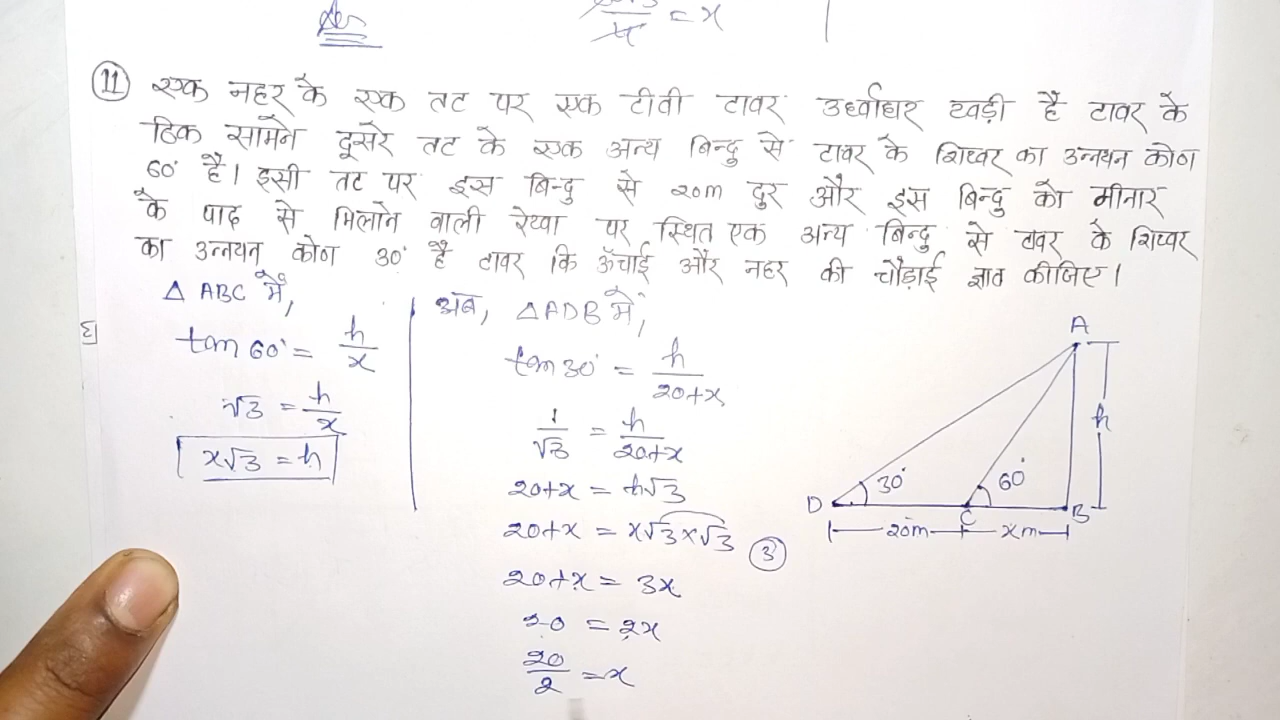 Ans
= x
11 एक नहर के एक तट पर एक टीवी टावर उर्ध्वाधर खड़ी है टावर के
ठिक सामने दूसरे तट के एक अन्य बिन्दु से टावर के शिखर का उन्नयन कोण
60° है। इसी तट पर इस बिन्दु से 20m दुर और इस बिन्दु को मीनार
के पाद से मिलाने वाली रेखा पर स्थित एक अन्य बिन्दु से टावर के शिखर
का उन्नयन कोण 30° है टावर कि ऊँचाई और नहर की चौड़ाई ज्ञात कीजिए।
△ ABC में,
tan 60° = h/x
√3 = h/x
x√3 = h
अब, △ADB में,
tan 30° = h/20+x
1/√3 = h/20+x
20+x = h√3
20+x = x√3×√3
3
20+x = 3x
20 = 2x
20/2 = x
A
h
30°
60°
D
C
B
20m
xm